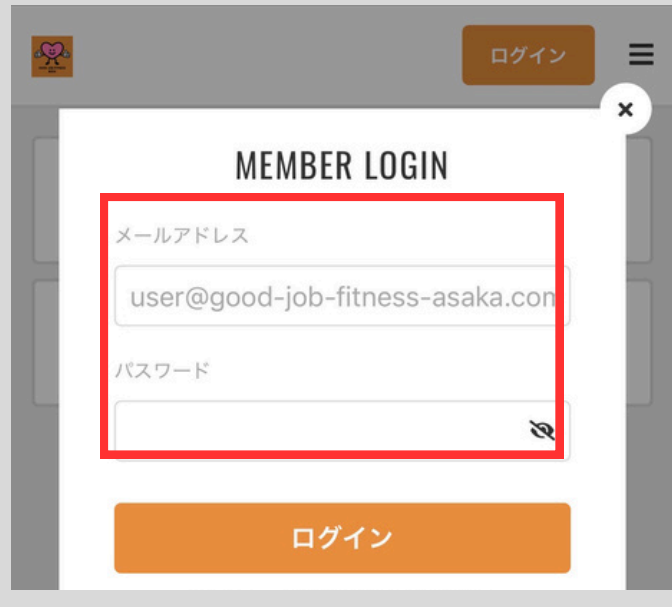 ログイン
MEMBER LOGIN
メールアドレス
user@good-job-fitness-asaka.com
パスワード
ログイン